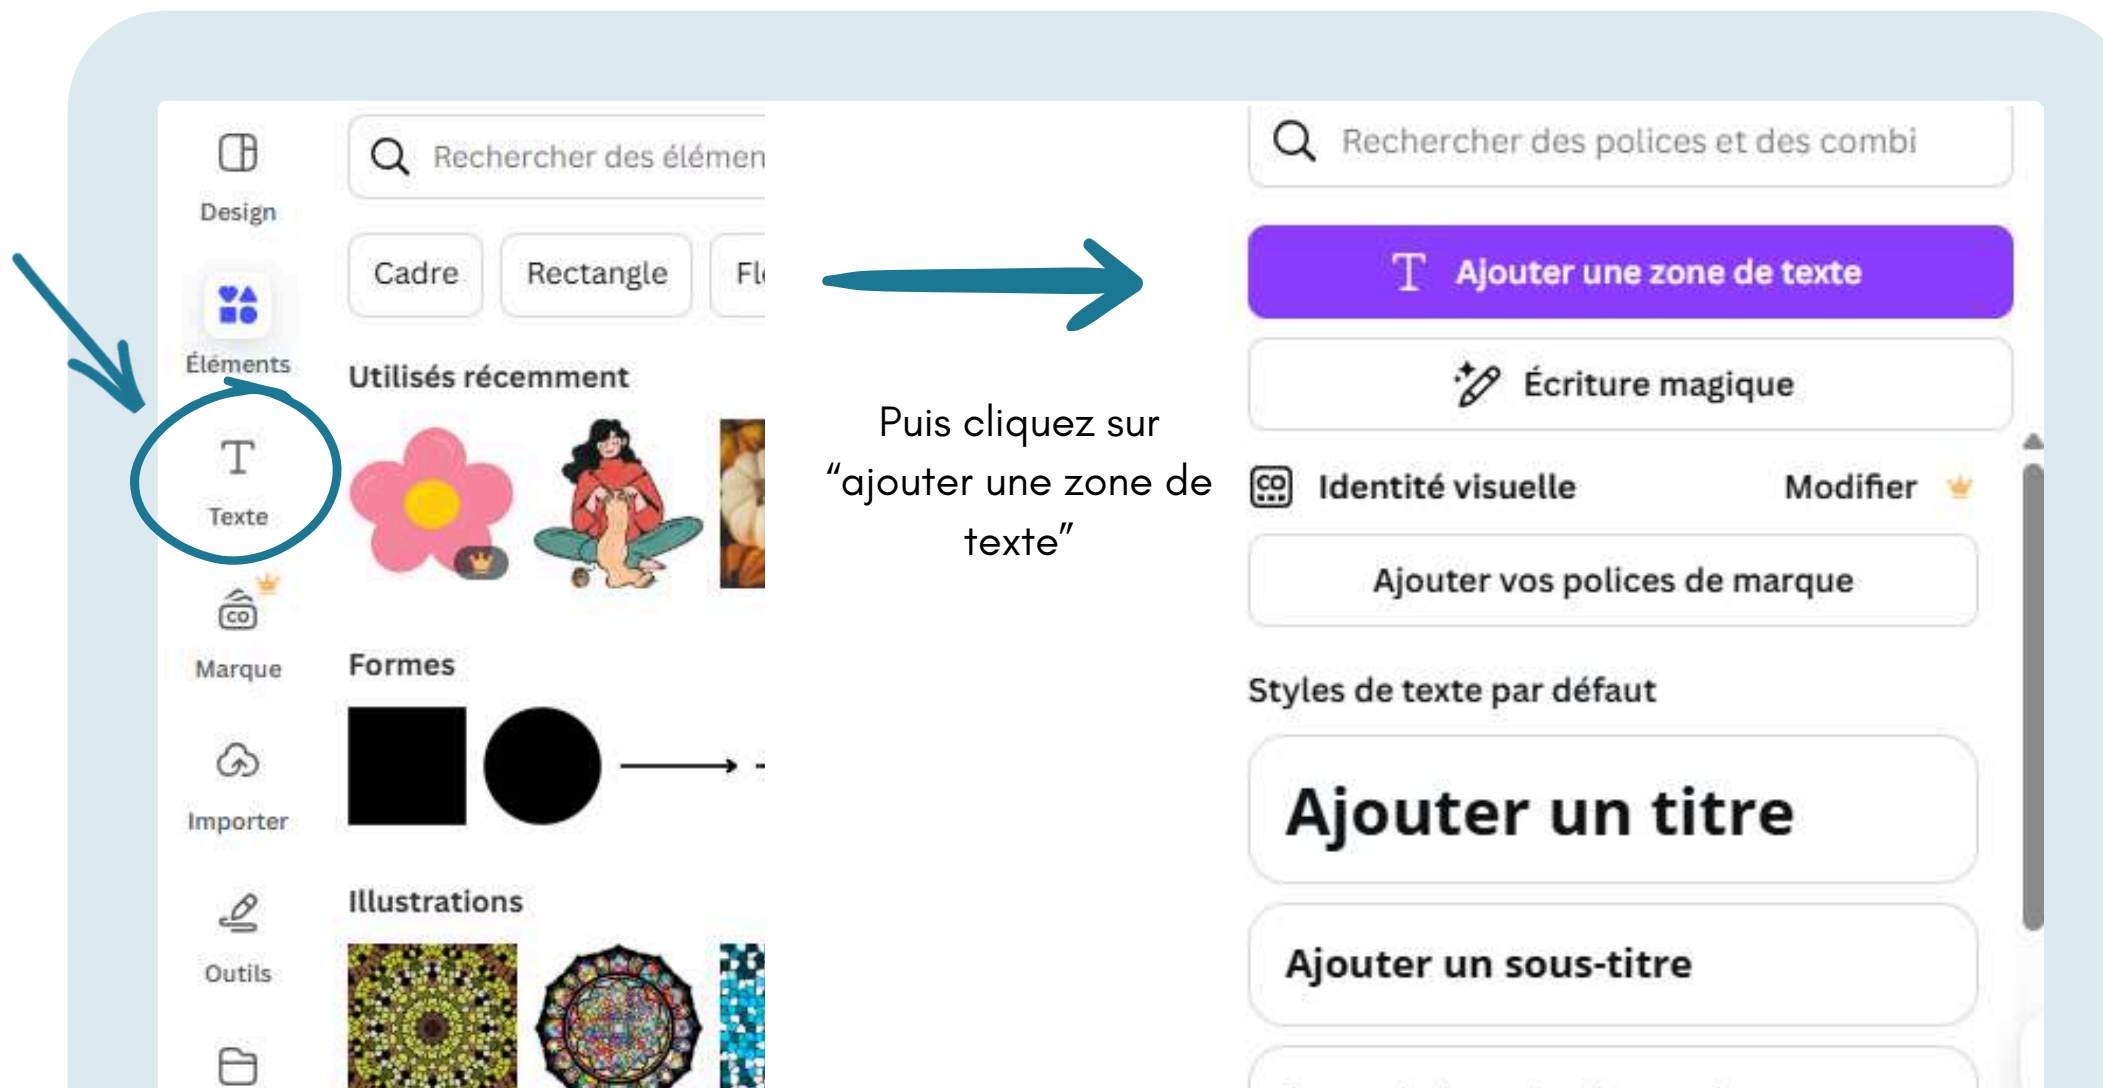 Design
Éléments
Texte
Marque
Importer
Outils
Rechercher des élémen
Cadre
Rectangle
Utilisés récemment
Formes
Illustrations
Puis cliquez sur
“ajouter une zone de
texte”
Rechercher des polices et des combi
Ajouter une zone de texte
Écriture magique
Identité visuelle
Modifier
Ajouter vos polices de marque
Styles de texte par défaut
Ajouter un titre
Ajouter un sous-titre